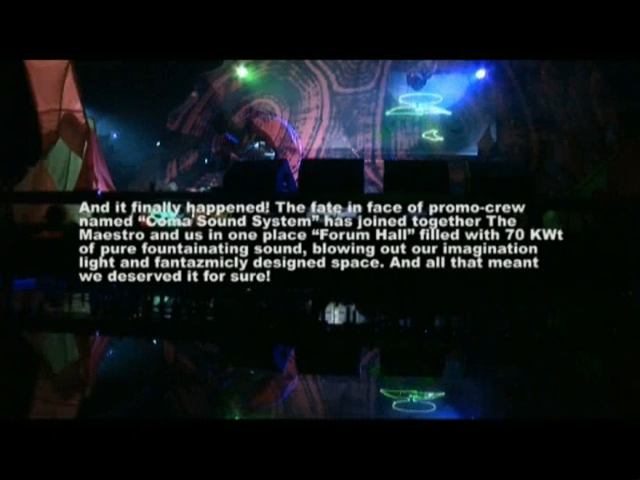 And it finally happened! The fate in face of promo-crew
named “Coma Sound System” has joined together The
Maestro and us in one place “Forum Hall” filled with 70 KWt
of pure fountainating sound, blowing out our imagination
light and fantazmicly designed space. And all that meant
we deserved it for sure!